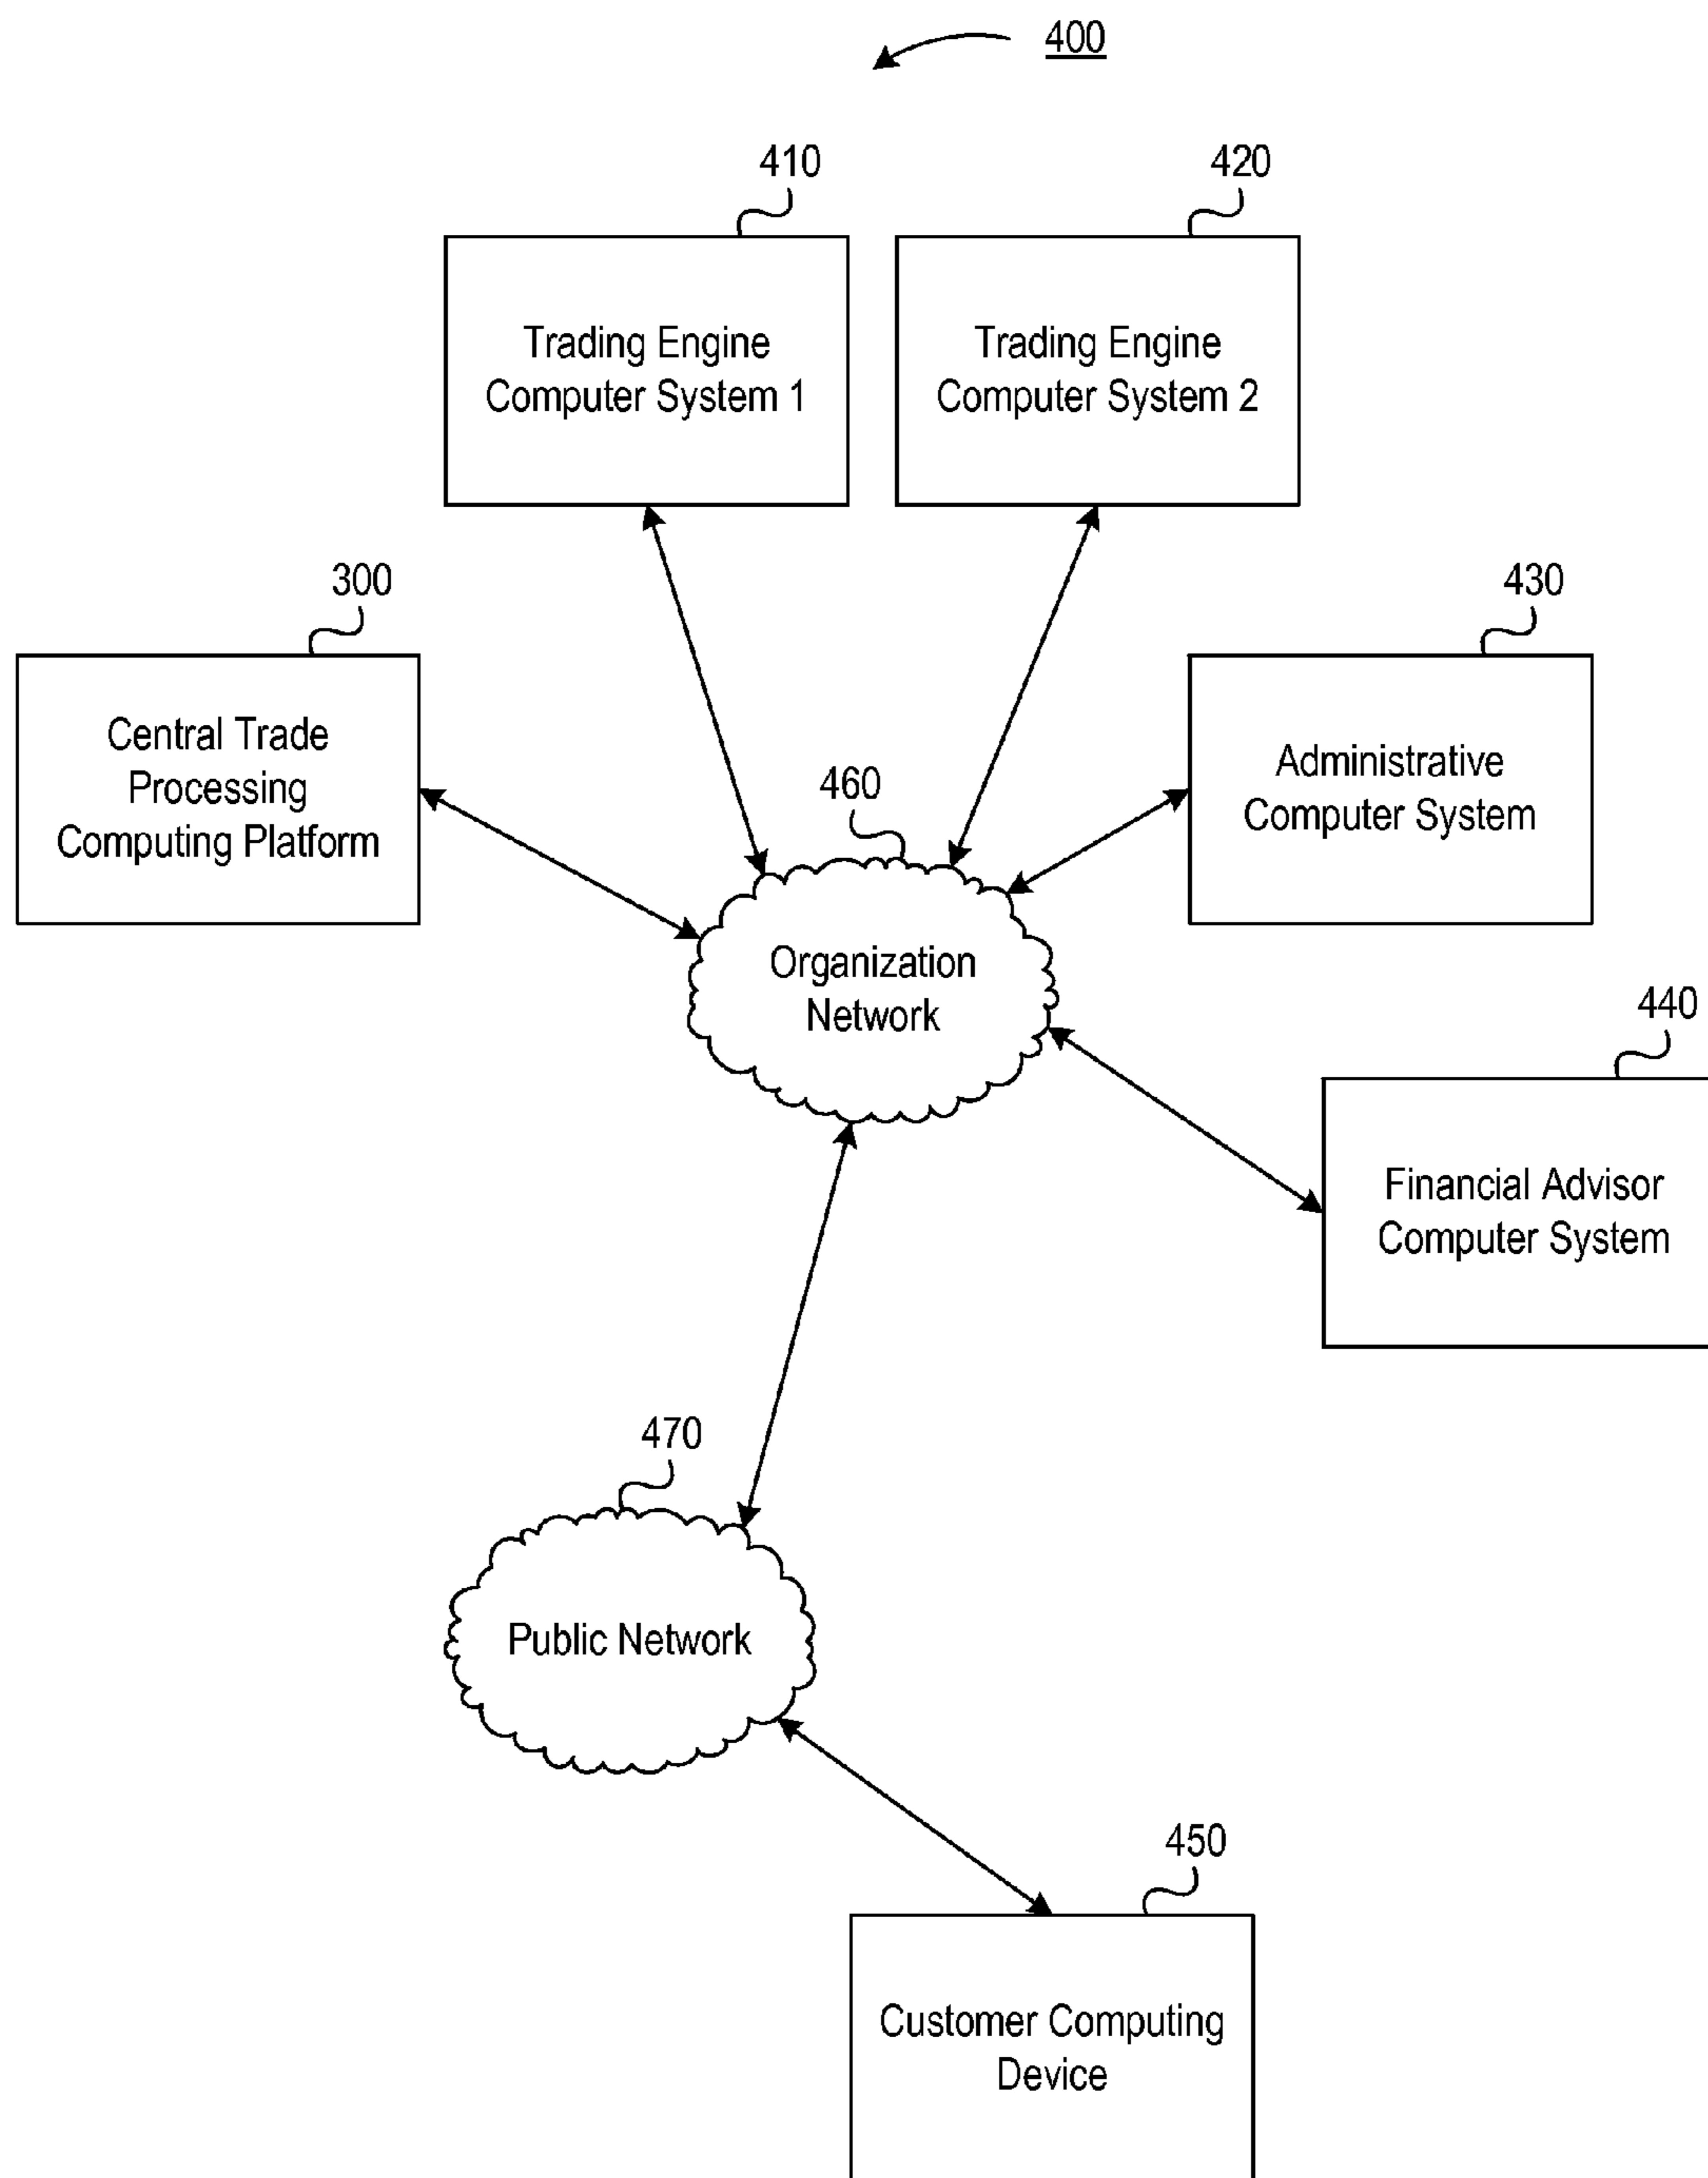 400
410
420
Trading Engine
Computer System 1
Trading Engine
Computer System 2
300
430
Central Trade
Processing
Computing Platform
460
Administrative
Computer System
Organization
Network
440
Financial Advisor
Computer System
470
Public Network
450
Customer Computing
Device